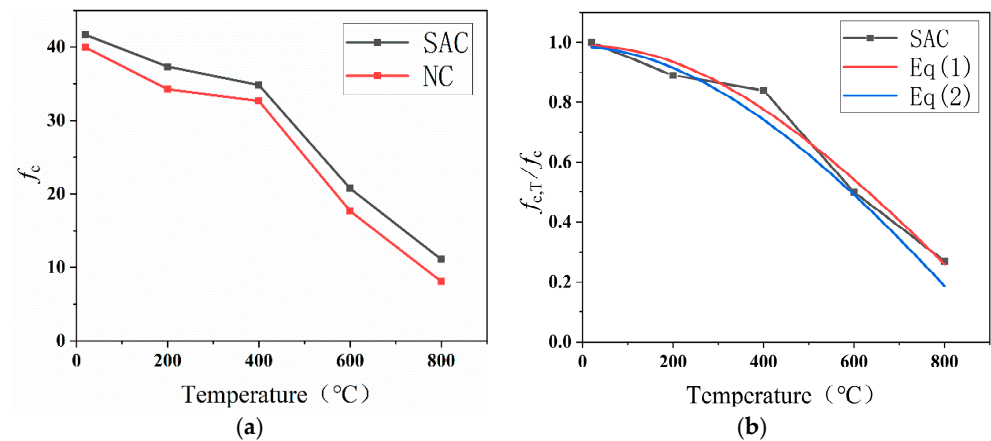 SAC
NC
40
30
20
10
0
fc
0 200 400 600 800
Temperature（℃）
(a)
SAC
Eq(1)
Eq(2)
1.0
0.8
0.6
0.4
0.2
0.0
fc,T/fc
0 200 400 600 800
Temperature（℃）
(b)